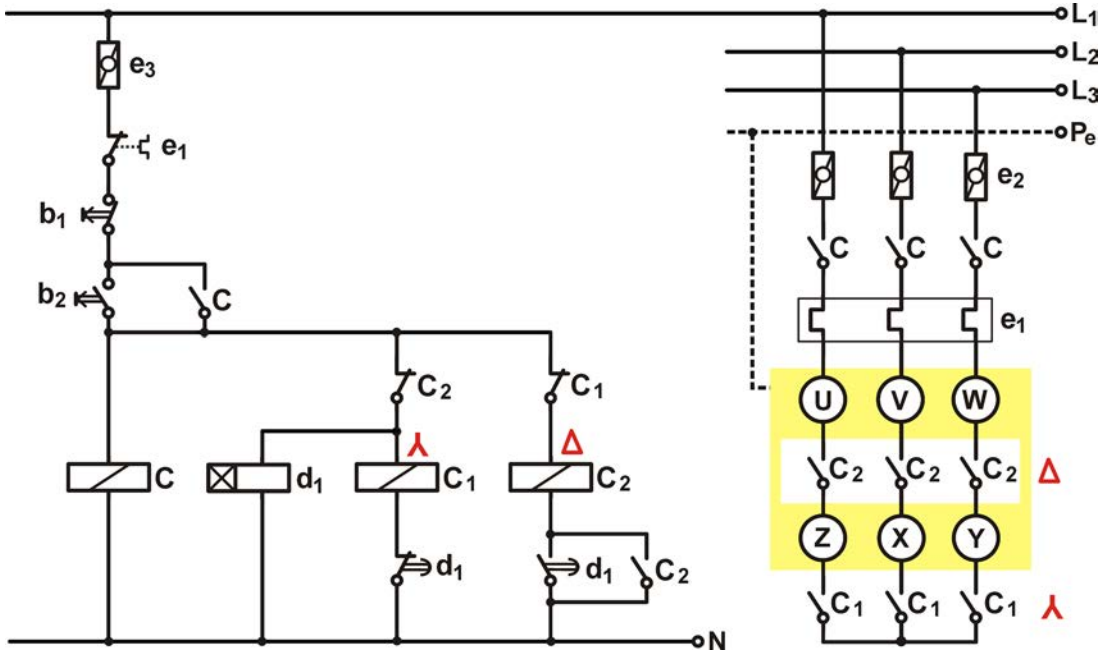 L1
L2
e3
L3
Pe
e1
e2
b1
C C C
b2 C
e1
C2 C1
U V W
⅄ Δ
C d1 C1 C2
C2 C2 C2 Δ
Z X Y
d1 d1 C2
C1 C1 C1 ⅄
N